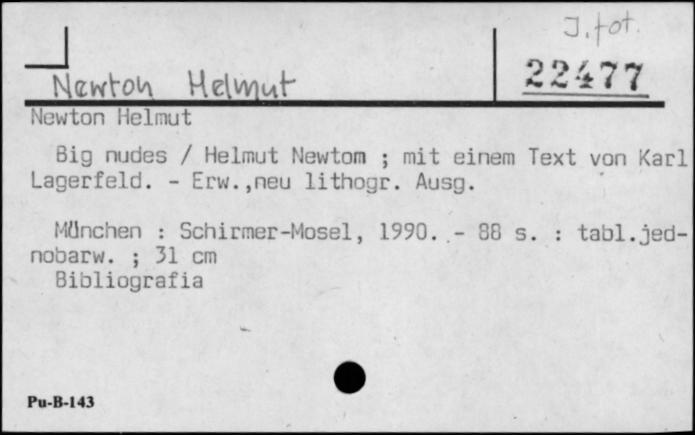 J. fot.
22477
Newton Helmut
Newton Helmut
Big nudes / Helmut Newtom ; mit einem Text von Karl
Lagerfeld. - Erw.,neu lithogr. Ausg.
München : Schirmer-Mosel, 1990. - 88 s. : tabl.jed-
nobarw. ; 31 cm
Bibliografia
Pu-B-143